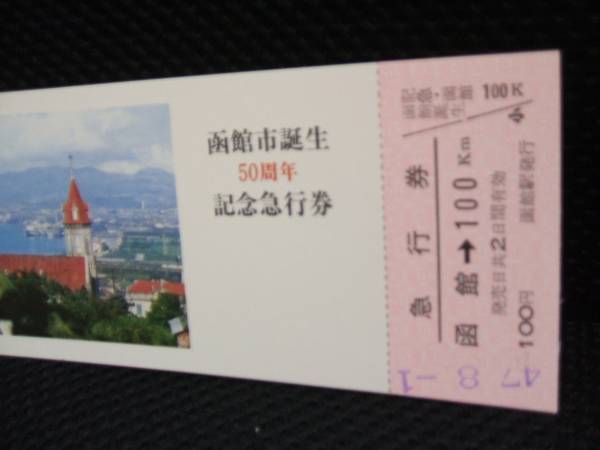 函館市誕生
50周年
記念急行券
急行券
函館→100Km
発売日共2日間有効
100円 函館駅発行
47 8-1
100K
小